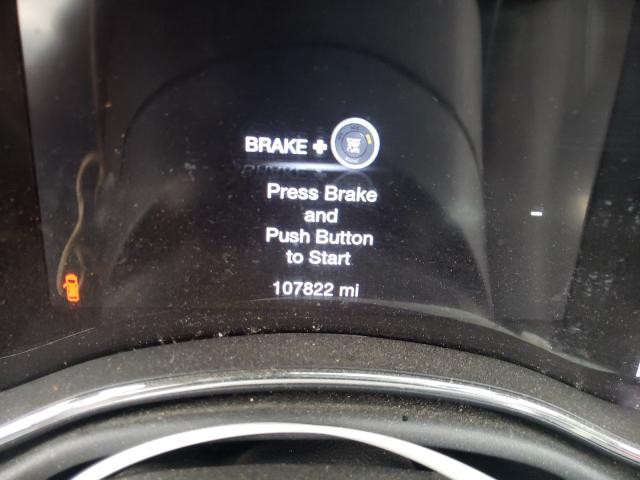 BRAKE +
Press Brake
and
Push Button
to Start
107822 mi